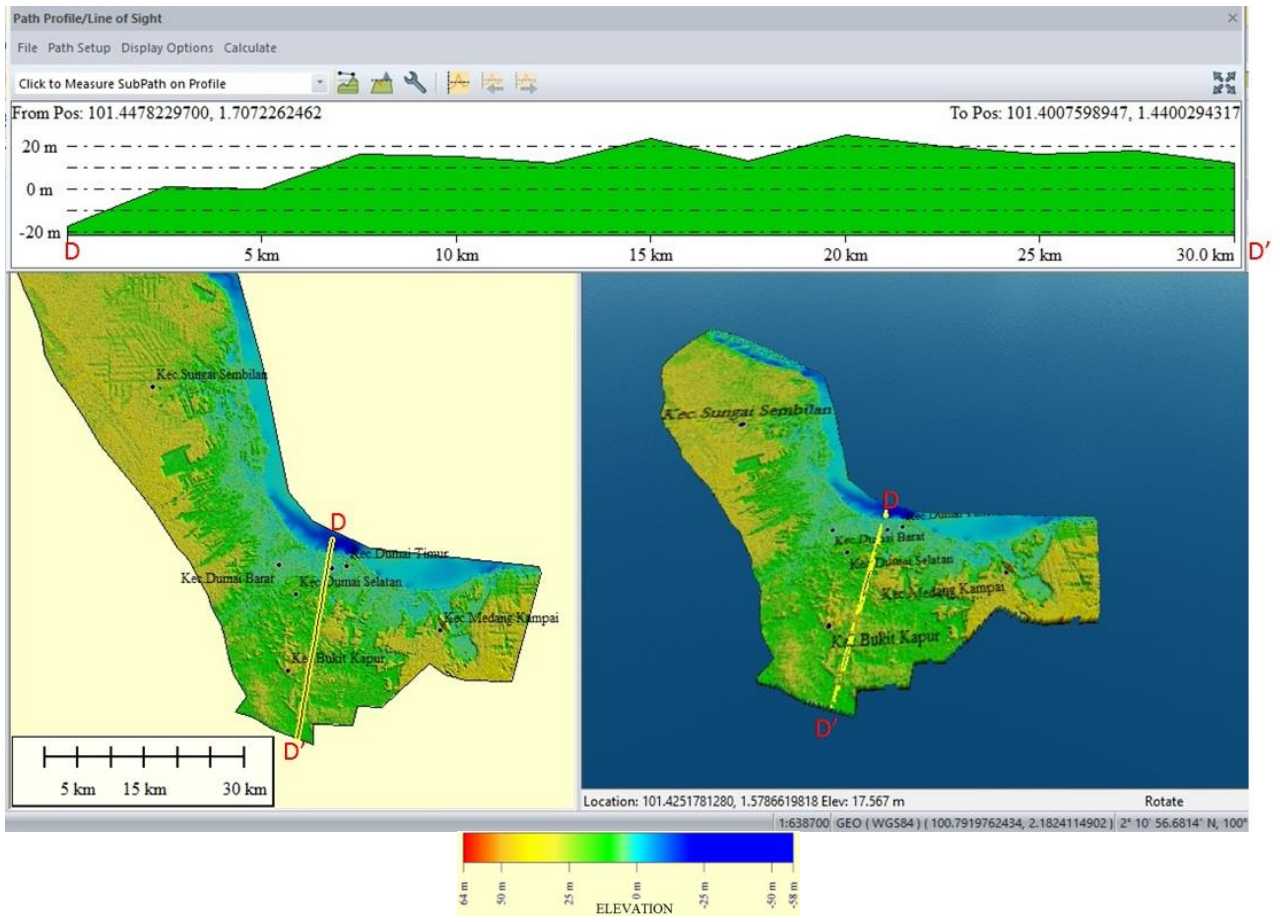 Path Profile/Line of Sight
File Path Setup Display Options Calculate
Click to Measure SubPath on Profile
From Pos: 101.4478229700, 1.7072262462
To Pos: 101.4007598947, 1.4400294317
20 m
0 m
-20 m
D
5 km
10 km
15 km
20 km
25 km
30.0 km
D'
Kec.Sungai Sembilan
D
Kec.Dumai Timur
Kec.Dumai Barat
Kec.Dumai Selatan
Kec.Medang Kampai
Kec.Bukit Kapur
D'
5 km 15 km 30 km
Kec.Sungai Sembilan
D
Kec.Dumai
Kec.Dumai Barat
Kec.Dumai Selatan
Kec.Medang Kampai
Kec.Bukit Kapur
D'
Location: 101.4251781280, 1.5786619818 Elev: 17.567 m
Rotate
1:638700 GEO ( WGS84 ) ( 100.7919762434, 2.1824114902 ) 2° 10' 56.6814" N, 100°
64 m
50 m
25 m
0 m
-25 m
-50 m
-58 m
ELEVATION